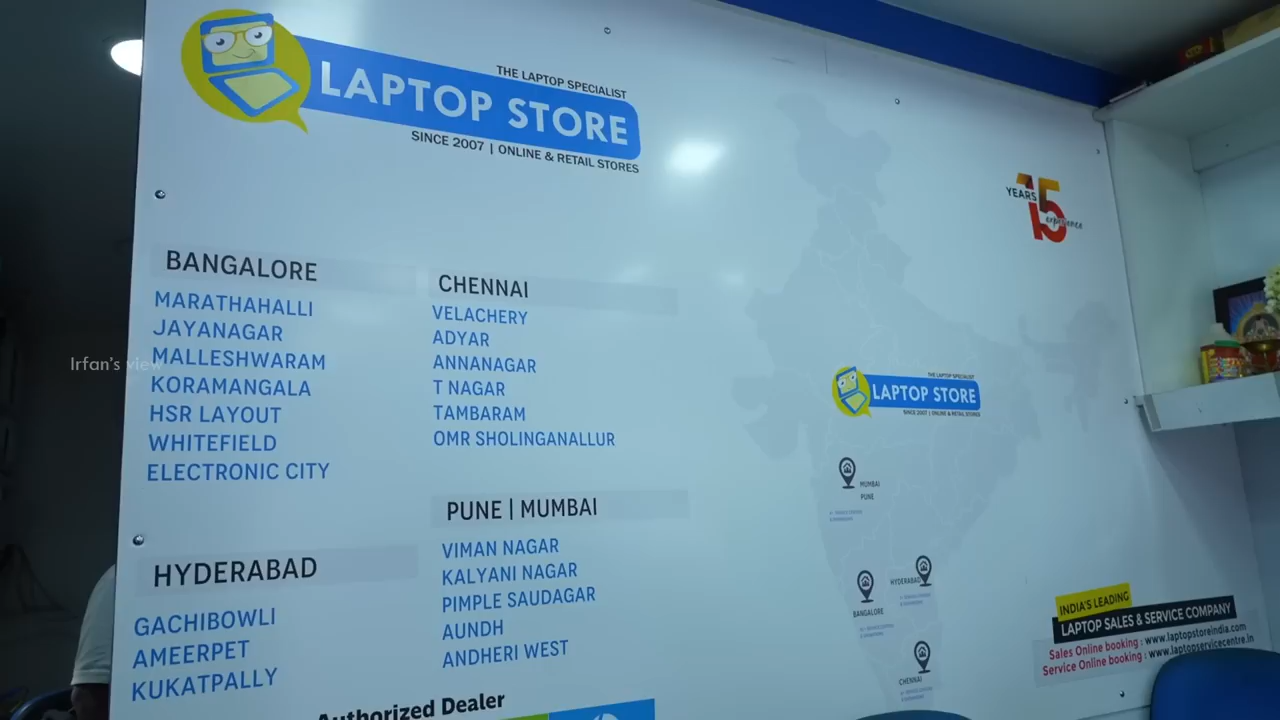 THE LAPTOP SPECIALIST
LAPTOP STORE
SINCE 2007 | ONLINE & RETAIL STORES
YEARS
15
experience
BANGALORE
MARATHAHALLI
JAYANAGAR
MALLESHWARAM
KORAMANGALA
HSR LAYOUT
WHITEFIELD
ELECTRONIC CITY
CHENNAI
VELACHERY
ADYAR
ANNANAGAR
T NAGAR
TAMBARAM
OMR SHOLINGANALLUR
Irfan's view
HYDERABAD
GACHIBOWLI
AMEERPET
KUKATPALLY
PUNE | MUMBAI
VIMAN NAGAR
KALYANI NAGAR
PIMPLE SAUDAGAR
AUNDH
ANDHERI WEST
Authorized Dealer
THE LAPTOP SPECIALIST
LAPTOP STORE
SINCE 2007 | ONLINE & RETAIL STORES
MUMBAI
PUNE
HYDERABAD
BANGALORE
CHENNAI
INDIA'S LEADING
LAPTOP SALES & SERVICE COMPANY
Sales Online booking : www.laptopstoreindia.com
Service Online booking : www.laptopservicecentre.in